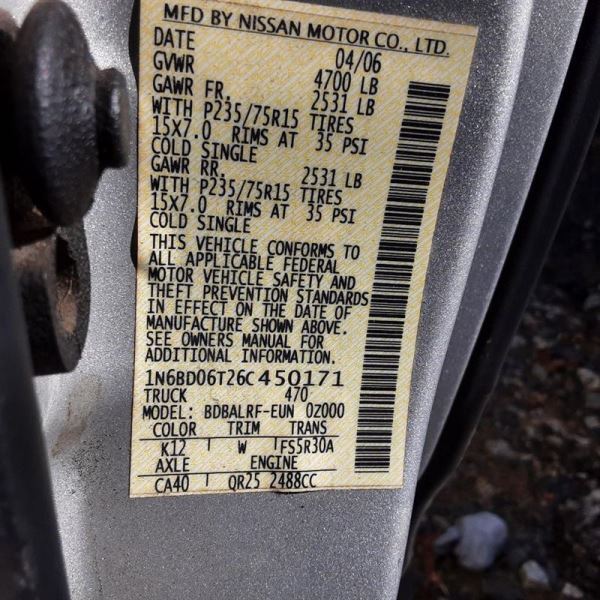 MFD BY NISSAN MOTOR CO., LTD.
DATE 04/06
GVWR 4700 LB
GAWR FR. 2531 LB
WITH P235/75R15 TIRES
15X7.0 RIMS AT 35 PSI
COLD SINGLE
GAWR RR. 2531 LB
WITH P235/75R15 TIRES
15X7.0 RIMS AT 35 PSI
COLD SINGLE
THIS VEHICLE CONFORMS TO
ALL APPLICABLE FEDERAL
MOTOR VEHICLE SAFETY AND
THEFT PREVENTION STANDARDS
IN EFFECT ON THE DATE OF
MANUFACTURE SHOWN ABOVE.
SEE OWNERS MANUAL FOR
ADDITIONAL INFORMATION.
1N6BD06T26C450171
TRUCK 470
MODEL: BDBALRF-EUN 0Z000
COLOR TRIM TRANS
K12 W FS5R30A
AXLE ENGINE
CA40 QR25 2488CC